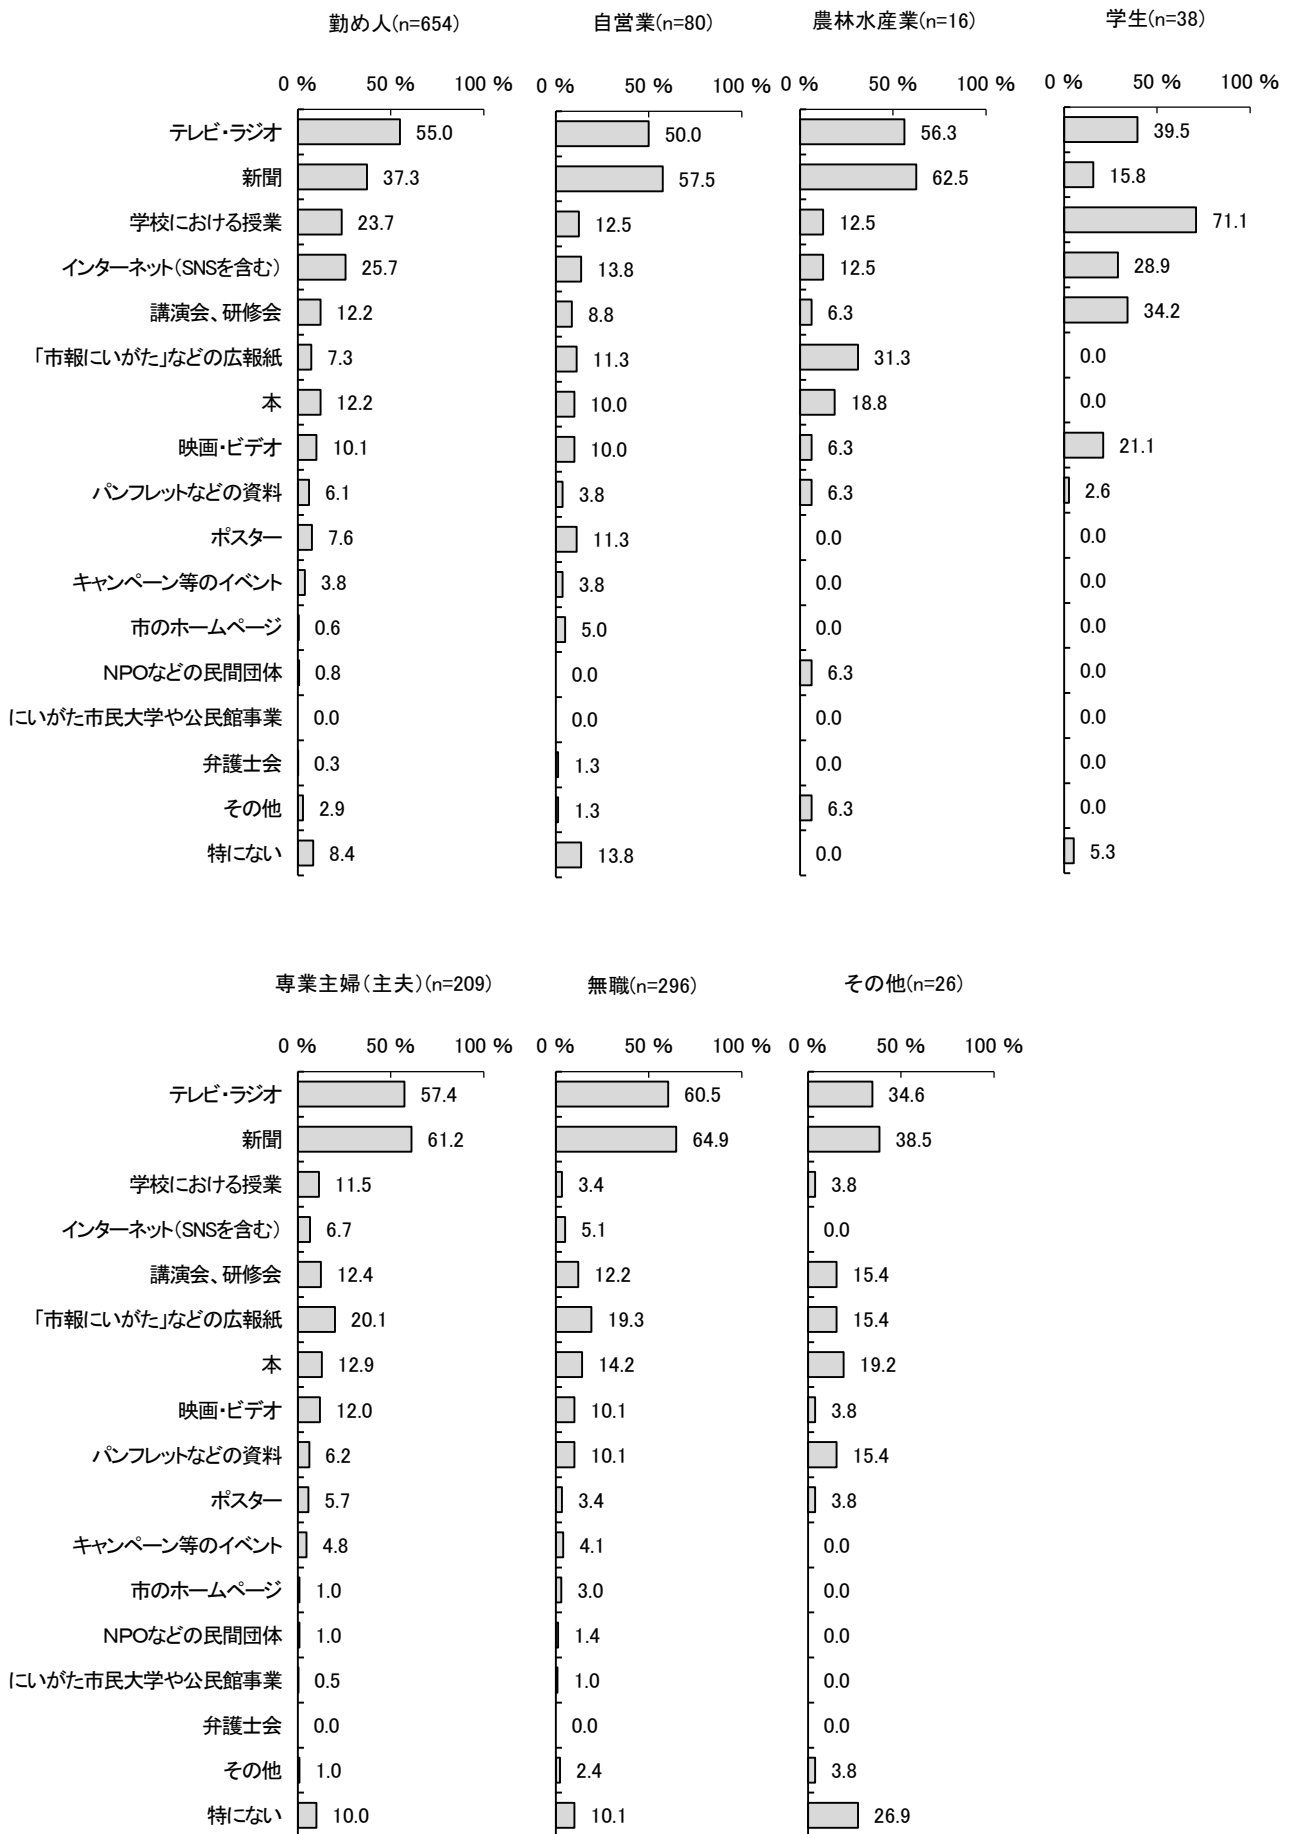 勤め人(n=654) 自営業(n=80) 農林水産業(n=16) 学生(n=38)
0 % 50 % 100 % 0 % 50 % 100 % 0 % 50 % 100 % 0 % 50 % 100 %
テレビ・ラジオ 55.0 50.0 56.3 39.5
新聞 37.3 57.5 62.5 15.8
学校における授業 23.7 12.5 12.5 71.1
インターネット（SNSを含む） 25.7 13.8 12.5 28.9
講演会、研修会 12.2 8.8 6.3 34.2
「市報にいがた」などの広報紙 7.3 11.3 31.3 0.0
本 12.2 10.0 18.8 0.0
映画・ビデオ 10.1 10.0 6.3 21.1
パンフレットなどの資料 6.1 3.8 6.3 2.6
ポスター 7.6 11.3 0.0 0.0
キャンペーン等のイベント 3.8 3.8 0.0 0.0
市のホームページ 0.6 5.0 0.0 0.0
NPOなどの民間団体 0.8 0.0 6.3 0.0
にいがた市民大学や公民館事業 0.0 0.0 0.0 0.0
弁護士会 0.3 1.3 0.0 0.0
その他 2.9 1.3 6.3 0.0
特にない 8.4 13.8 0.0 5.3
専業主婦（主夫）(n=209) 無職(n=296) その他(n=26)
0 % 50 % 100 % 0 % 50 % 100 % 0 % 50 % 100 %
テレビ・ラジオ 57.4 60.5 34.6
新聞 61.2 64.9 38.5
学校における授業 11.5 3.4 3.8
インターネット（SNSを含む） 6.7 5.1 0.0
講演会、研修会 12.4 12.2 15.4
「市報にいがた」などの広報紙 20.1 19.3 15.4
本 12.9 14.2 19.2
映画・ビデオ 12.0 10.1 3.8
パンフレットなどの資料 6.2 10.1 15.4
ポスター 5.7 3.4 3.8
キャンペーン等のイベント 4.8 4.1 0.0
市のホームページ 1.0 3.0 0.0
NPOなどの民間団体 1.0 1.4 0.0
にいがた市民大学や公民館事業 0.5 1.0 0.0
弁護士会 0.0 0.0 0.0
その他 1.0 2.4 3.8
特にない 10.0 10.1 26.9